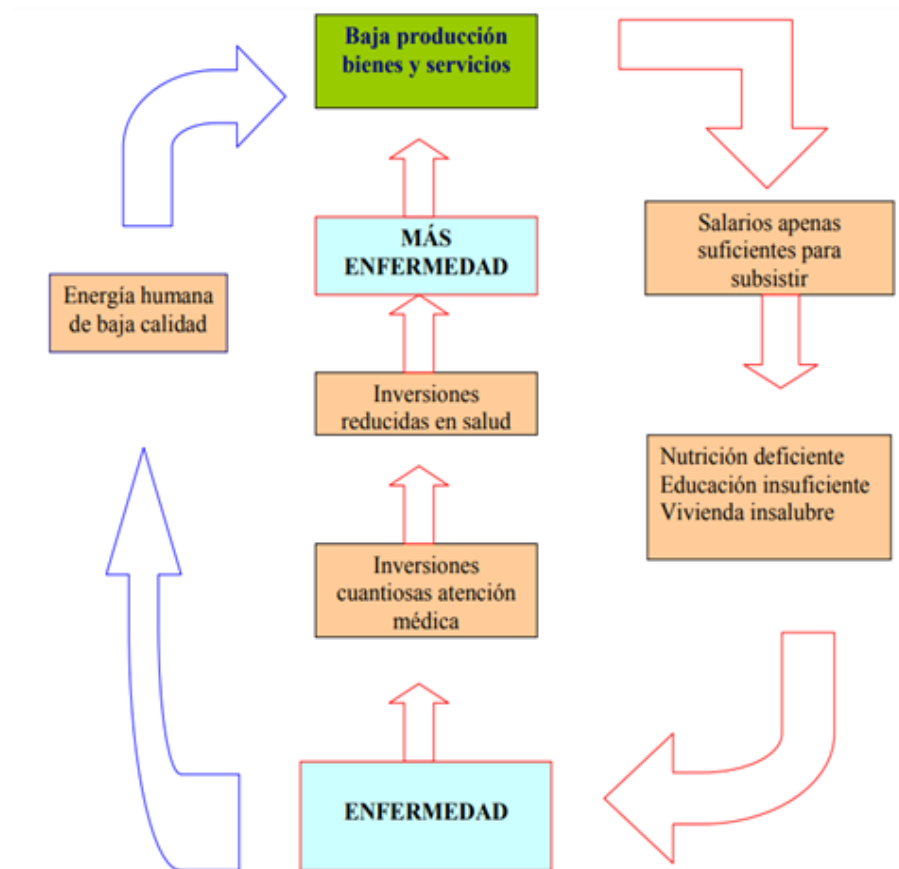 Baja producción
bienes y servicios
Salarios apenas
suficientes para
subsistir
MÁS
ENFERMEDAD
Energía humana
de baja calidad
Inversiones
reducidas en salud
Nutrición deficiente
Educación insuficiente
Vivienda insalubre
Inversiones
cuantiosas atención
médica
ENFERMEDAD